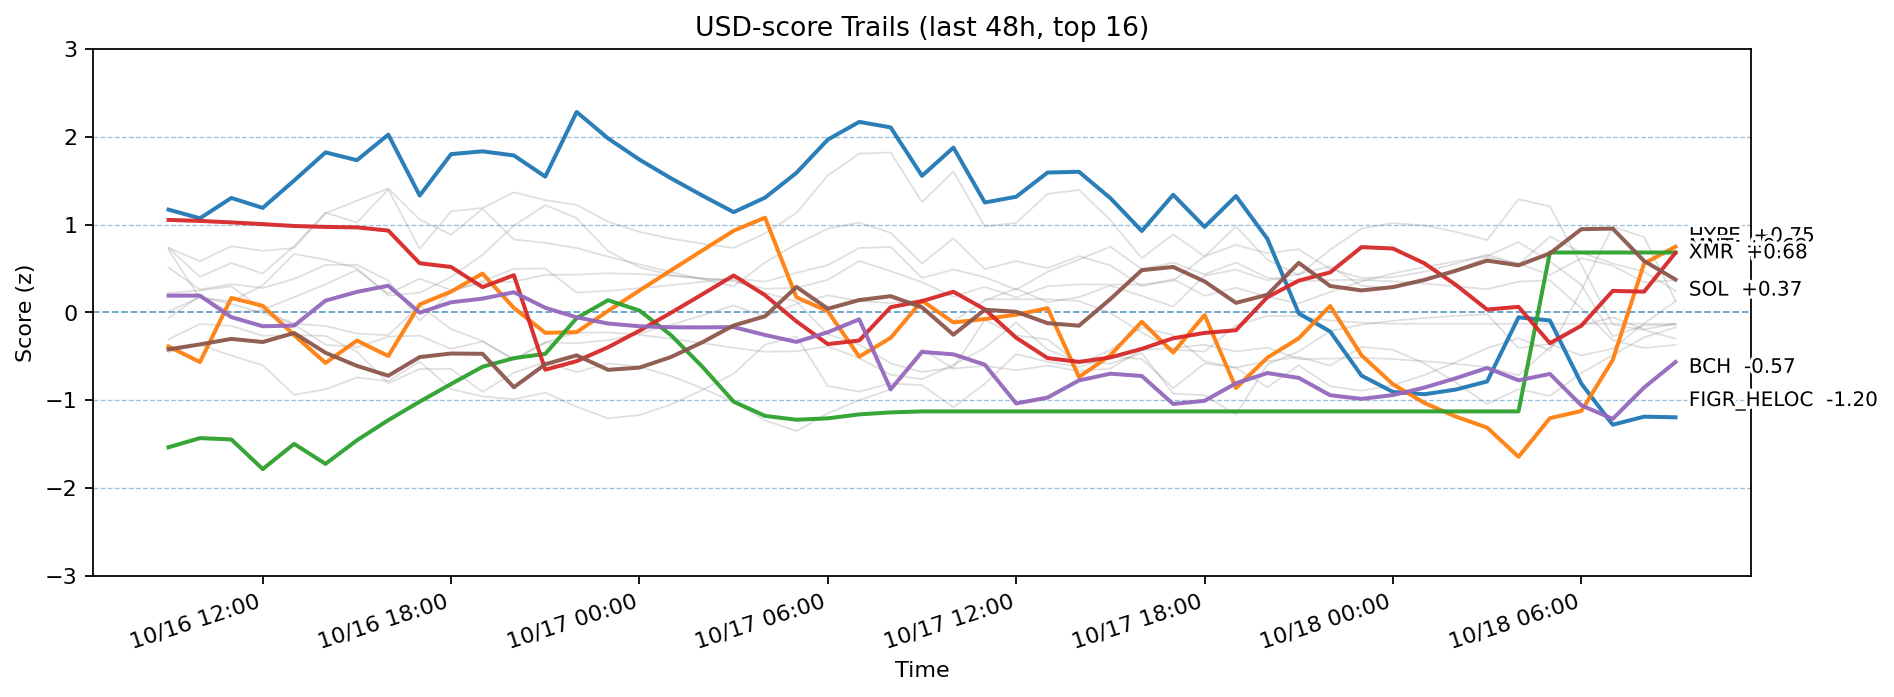 USD-score Trails (last 48h, top 16)
Score (z)
3
2
1
0
−1
−2
−3
HYPE +0.75
XMR +0.68
SOL +0.37
BCH -0.57
FIGR_HELOC -1.20
10/16 12:00
10/16 18:00
10/17 00:00
10/17 06:00
10/17 12:00
10/17 18:00
10/18 00:00
10/18 06:00
Time